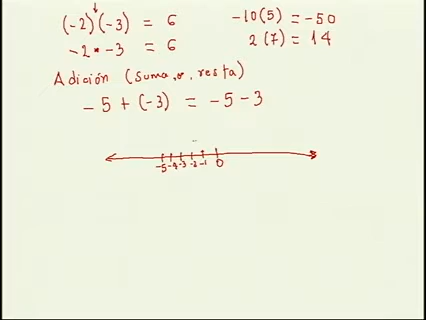 (-2)(-3) = 6
-2 • -3 = 6
-10(5) = -50
2(7) = 14
Adición (suma, o, resta)
-5 + (-3) = -5 - 3
-5 -4 -3 -2 -1 0